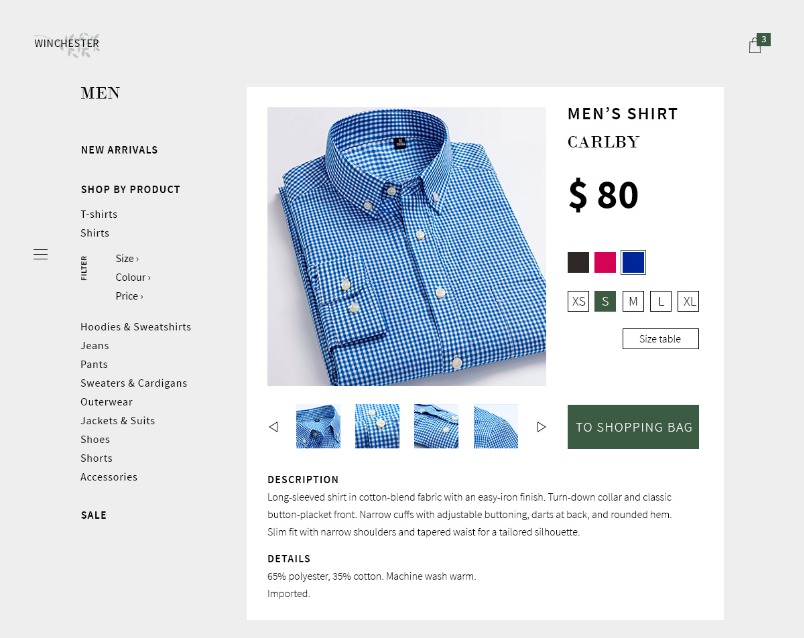 WINCHESTER
3
MEN
NEW ARRIVALS
SHOP BY PRODUCT
T-shirts
Shirts
FILTER
Size ›
Colour ›
Price ›
Hoodies & Sweatshirts
Jeans
Pants
Sweaters & Cardigans
Outerwear
Jackets & Suits
Shoes
Shorts
Accessories
SALE
MEN’S SHIRT
CARLBY
$ 80
XS S M L XL
Size table
TO SHOPPING BAG
DESCRIPTION
Long-sleeved shirt in cotton-blend fabric with an easy-iron finish. Turn-down collar and classic
button-placket front. Narrow cuffs with adjustable buttoning, darts at back, and rounded hem.
Slim fit with narrow shoulders and tapered waist for a tailored silhouette.
DETAILS
65% polyester, 35% cotton. Machine wash warm.
Imported.